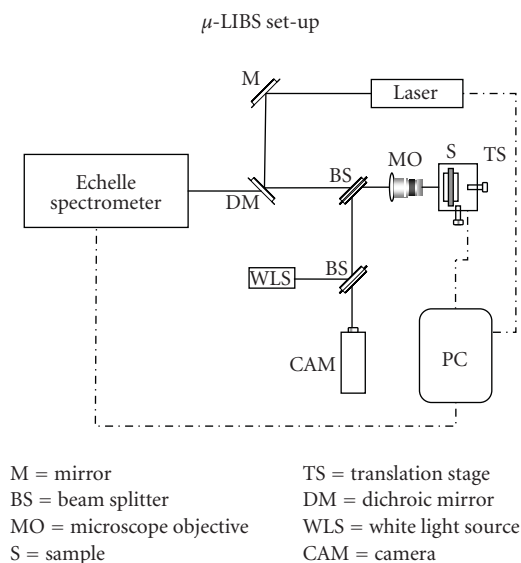 μ-LIBS set-up
M
Laser
Echelle
spectrometer
DM
BS
MO
S
TS
WLS
BS
CAM
PC
M = mirror
BS = beam splitter
MO = microscope objective
S = sample
TS = translation stage
DM = dichroic mirror
WLS = white light source
CAM = camera